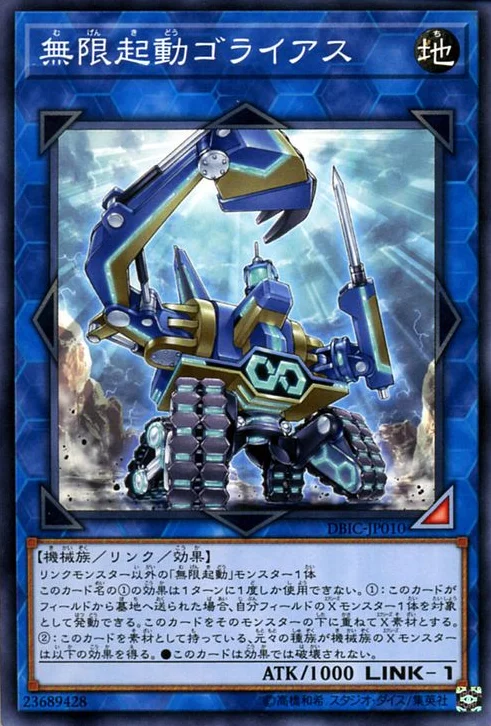 無限起動ゴライアス
地
DBIC-JP010
【機械族／リンク／効果】
リンクモンスター以外の「無限起動」モンスター1体
このカード名の①の効果は1ターンに1度しか使用できない。①：このカードが
フィールドから墓地へ送られた場合、自分フィールドのXモンスター1体を対象
として発動できる。このカードをそのモンスターの下に重ねてX素材とする。
②：このカードを素材として持っている、元々の種族が機械族のXモンスター
は以下の効果を得る。●このカードは効果では破壊されない。
ATK/1000 LINK-1
23689428 ©高橋和希 スタジオ・ダイス/集英社